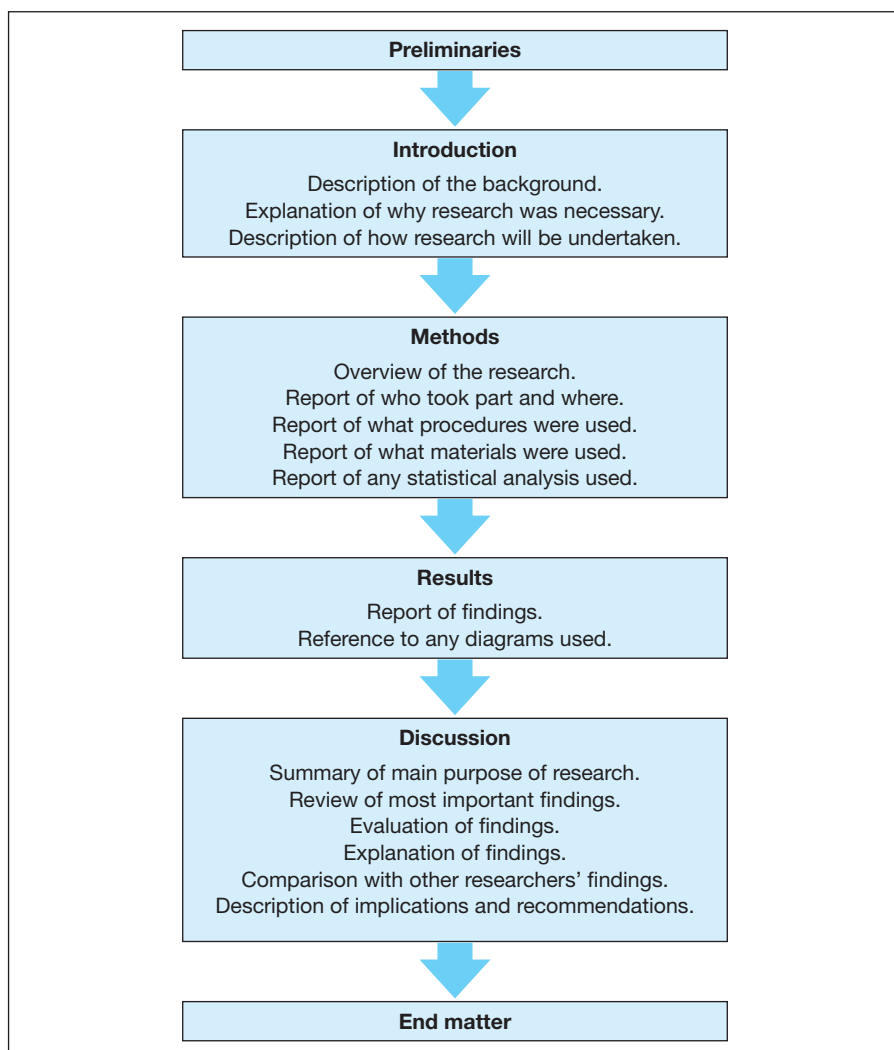 Preliminaries
Introduction
Description of the background.
Explanation of why research was necessary.
Description of how research will be undertaken.
Methods
Overview of the research.
Report of who took part and where.
Report of what procedures were used.
Report of what materials were used.
Report of any statistical analysis used.
Results
Report of findings.
Reference to any diagrams used.
Discussion
Summary of main purpose of research.
Review of most important findings.
Evaluation of findings.
Explanation of findings.
Comparison with other researchers’ findings.
Description of implications and recommendations.
End matter